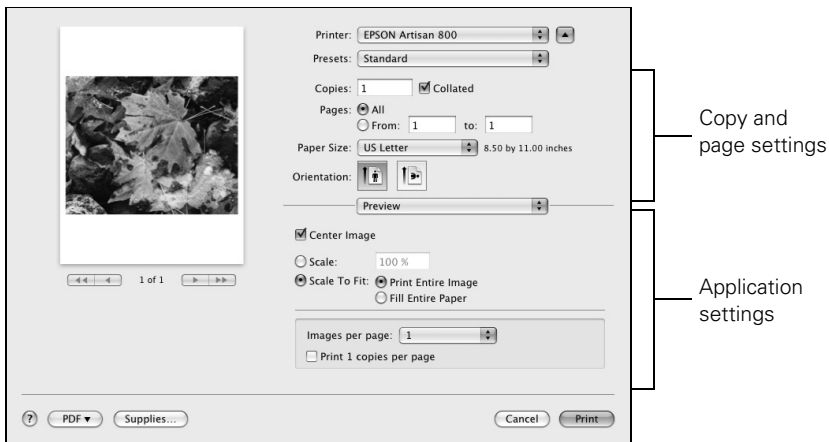 Printer: EPSON Artisan 800
Presets: Standard
Copies: 1 Collated
Pages: All
From: 1 to: 1
Paper Size: US Letter 8.50 by 11.00 inches
Orientation:
Preview
Center Image
Scale: 100 %
Scale To Fit: Print Entire Image
Fill Entire Paper
1 of 1
Images per page: 1
Print 1 copies per page
? PDF Supplies... Cancel Print
Copy and
page settings
Application
settings